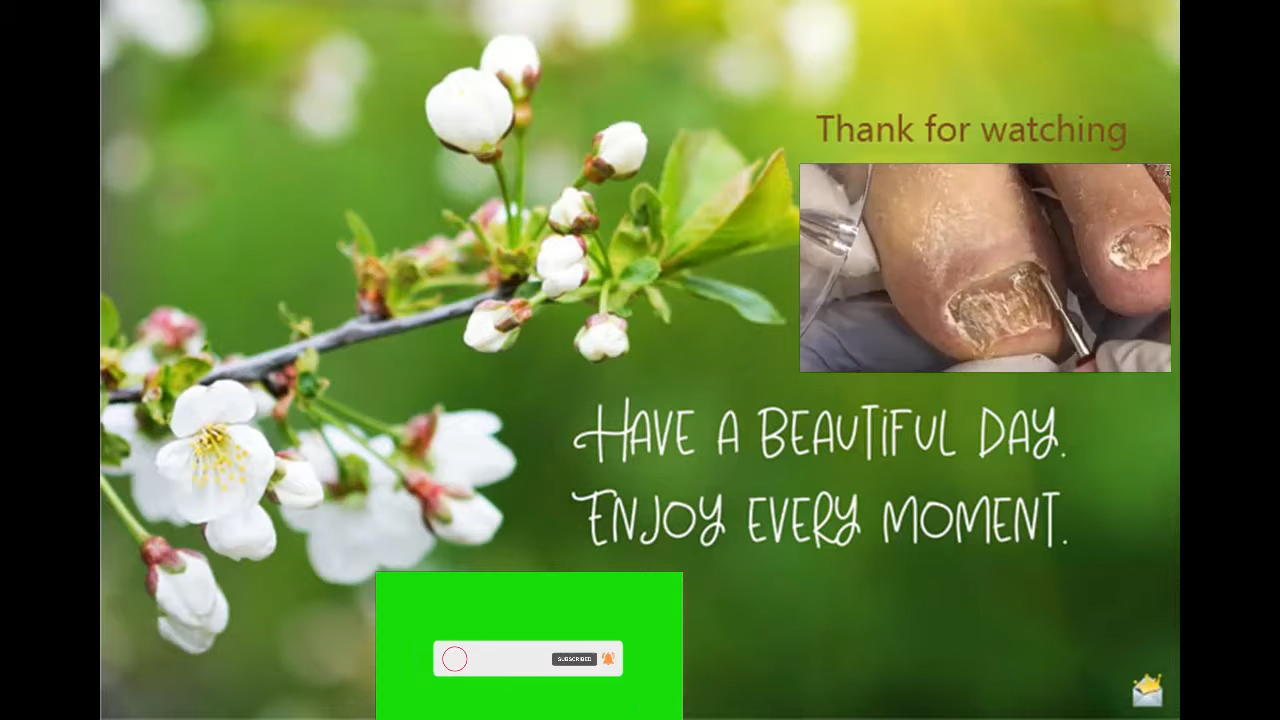 Thank for watching
HAVE A BEAUTIFUL DAY.
ENJOY EVERY MOMENT.
SUBSCRIBED